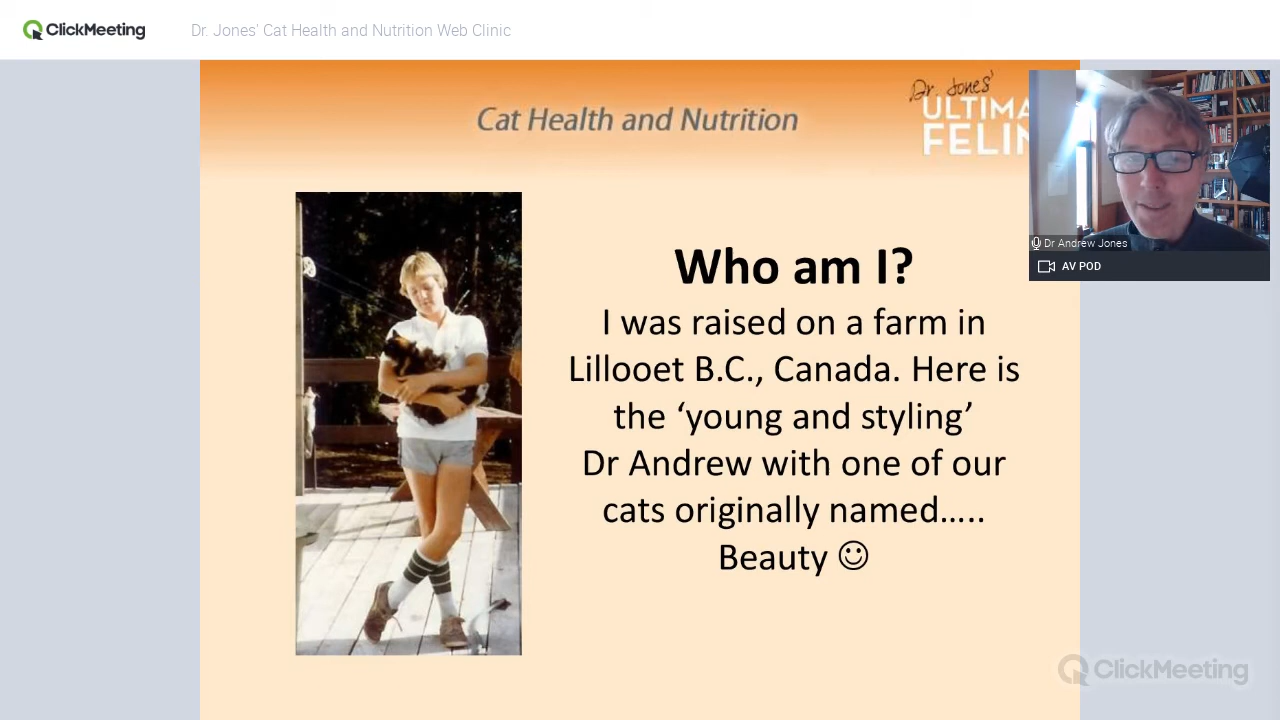 ClickMeeting
Dr. Jones' Cat Health and Nutrition Web Clinic
Cat Health and Nutrition
Dr. Jones'
ULTIMA
FELIN
Dr Andrew Jones
AV POD
Who am I?
I was raised on a farm in
Lillooet B.C., Canada. Here is
the ‘young and styling’
Dr Andrew with one of our
cats originally named…..
Beauty ☺
ClickMeeting